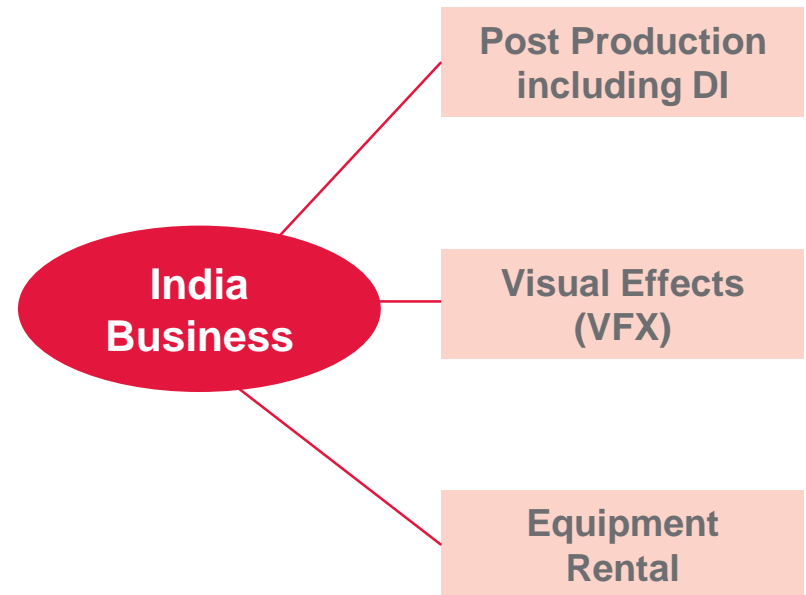 Post Production
including DI
India
Business
Visual Effects
(VFX)
Equipment
Rental